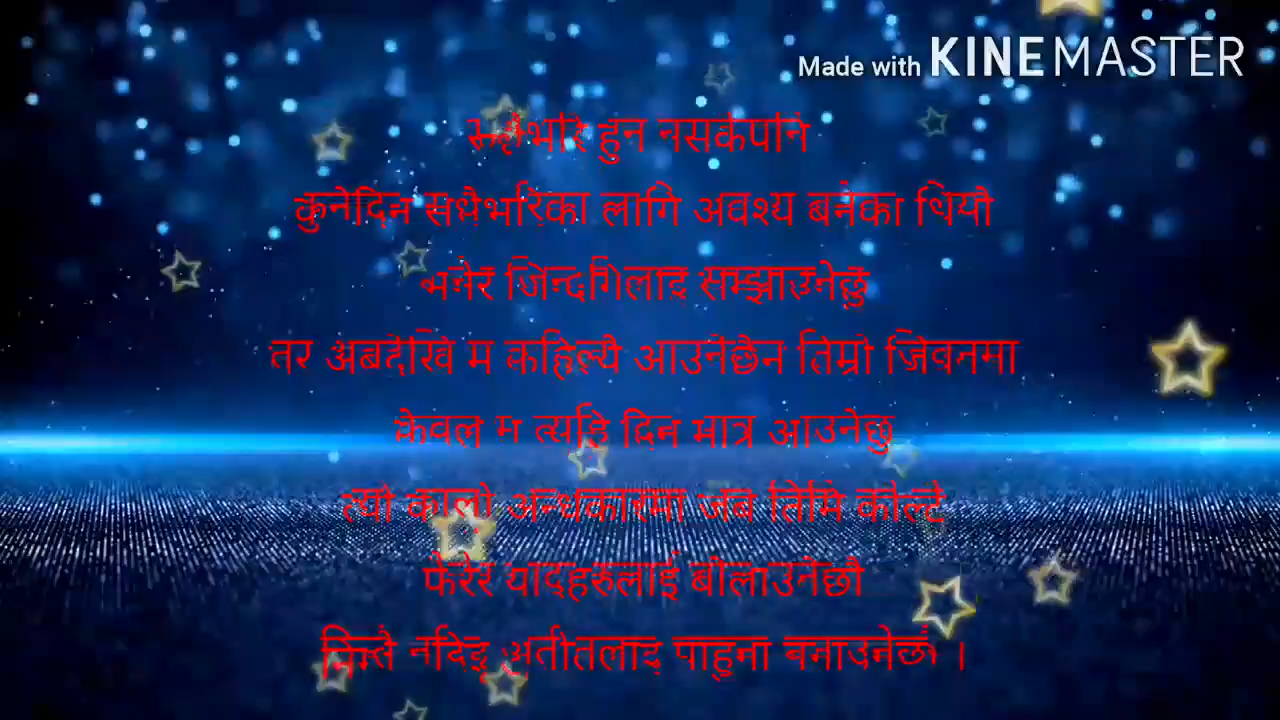 Made with KINEMASTER
सधैभरि हुन नसकेपनि
कुनैदिन सधैभरिका लागि अवश्य बनेका थियौ
भनेर जिन्दगिलाई सम्झाउनेछु
तर अबदेखि म कहिल्यै आउनेछैन तिम्रो जिवनमा
केवल म त्यहि दिन मात्र आउनेछु
त्यो कालो अन्धकारमा जब तिमि कोल्टे
फेरेर यादहरुलाई बोलाउनेछौ
निम्तै नदिइ अतीतलाइ पाहुना बनाउनेछौ ।